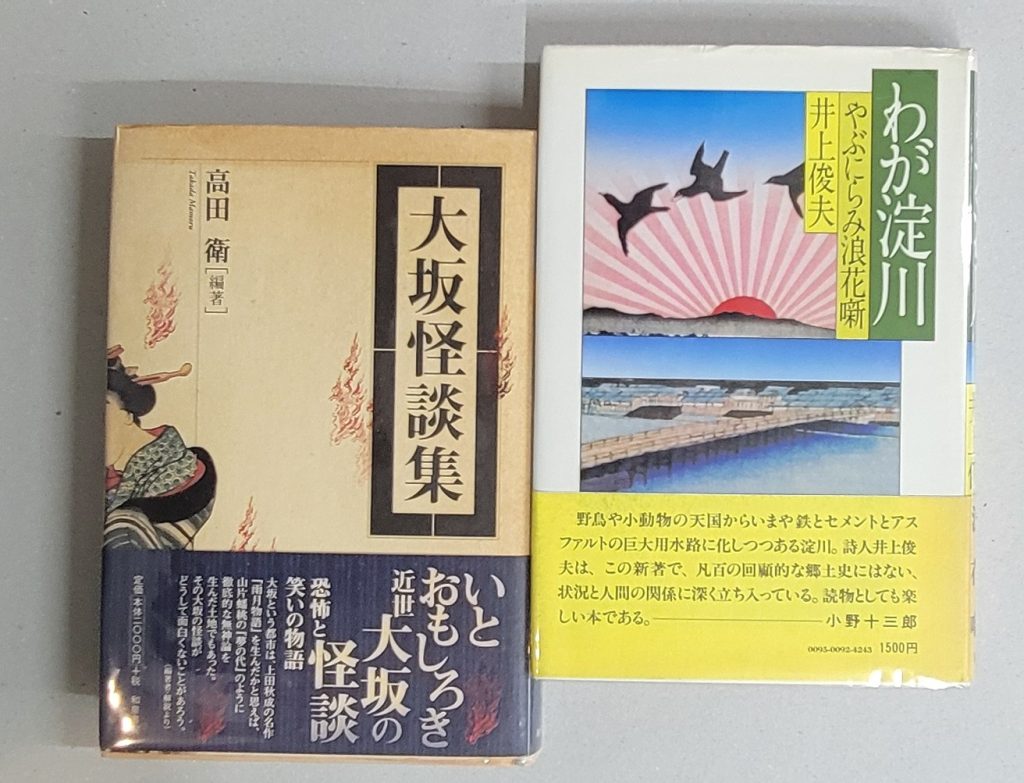 大坂怪談集
高田 衛[編著]
Takada Mamoru
いと
おもしろき
近世大坂の
怪談
恐怖と
笑いの物語
大坂という都市は、上田秋成の名作
『雨月物語』を生んだかと思えば、
山片蟠桃の『夢の代』のように
徹底的な無神論を
生んだ土地でもあった。
その大坂の怪談が
どうして面白くないことがあろう。
(編著者・解説より)
定価 本体二〇〇〇円+税
わが淀川
やぶにらみ浪花噺
井上俊夫
野鳥や小動物の天国からいまや鉄とセメントとアス
ファルトの巨大用水路に化しつつある淀川。詩人井上俊
夫は、この新著で、凡百の回顧的な郷土史にはない、
状況と人間の関係に深く立ち入っている。読物としても楽
しい本である。――――小野十三郎
0095-0092-4243 1500円